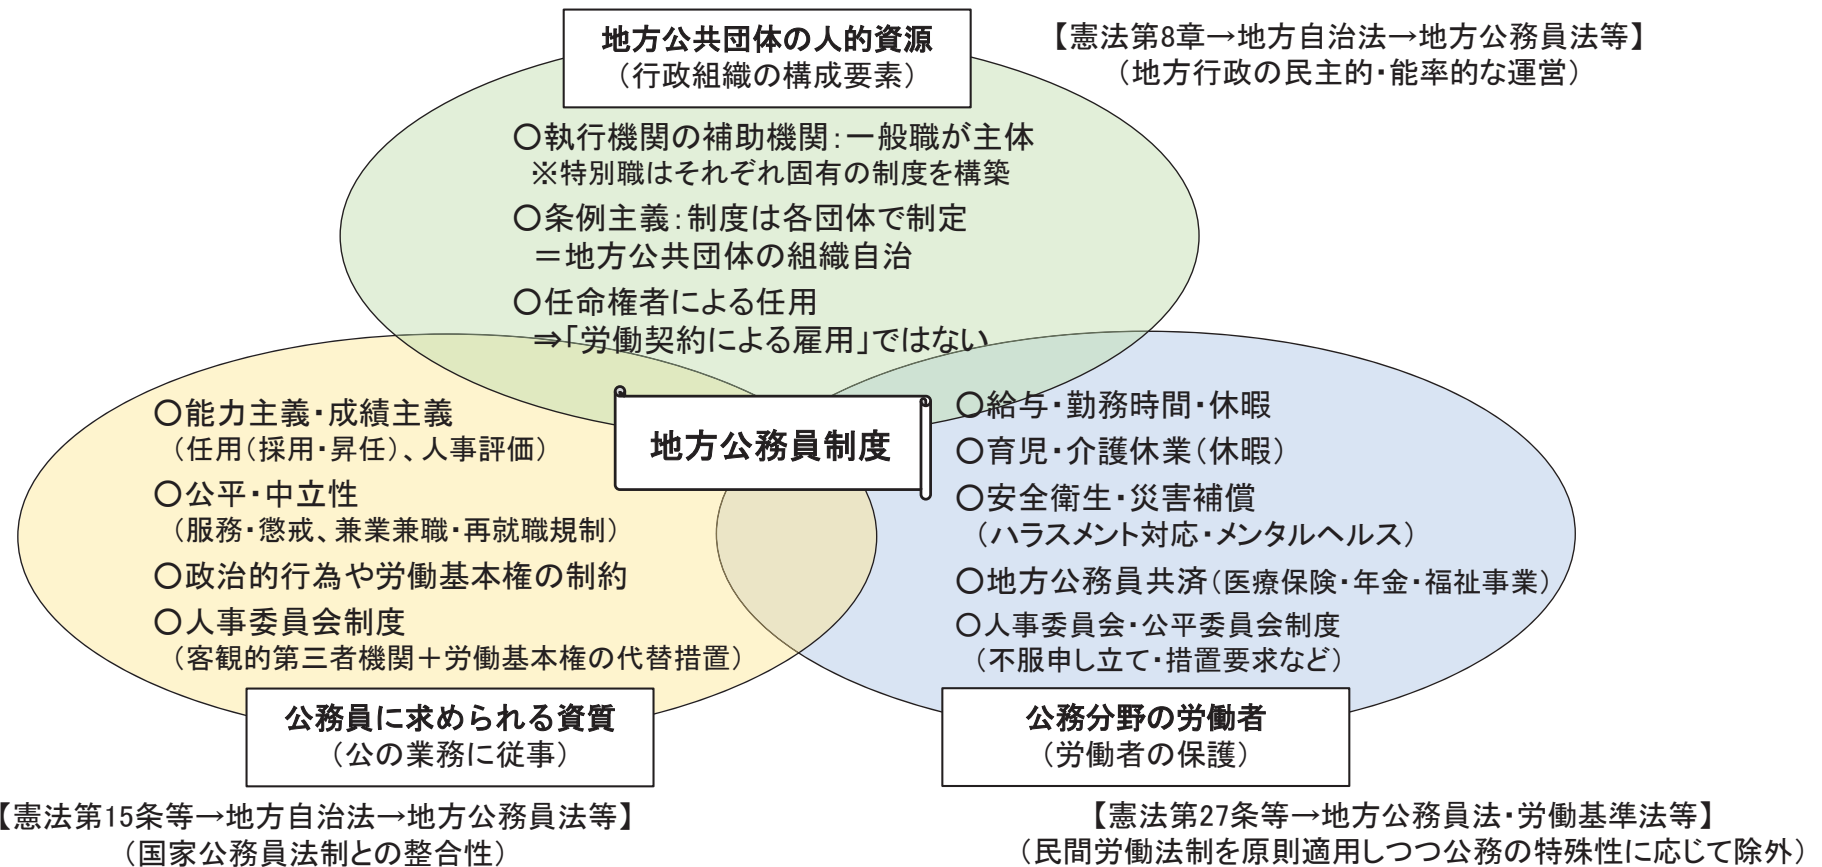 地方公共団体の人的資源
（行政組織の構成要素）
【憲法第8章→地方自治法→地方公務員法等】
（地方行政の民主的・能率的な運営）
〇執行機関の補助機関：一般職が主体
※特別職はそれぞれ固有の制度を構築
〇条例主義：制度は各団体で制定
＝地方公共団体の組織自治
〇任命権者による任用
⇒「労働契約による雇用」ではない
地方公務員制度
〇能力主義・成績主義
（任用（採用・昇任）、人事評価）
〇公平・中立性
（服務・懲戒、兼業兼職・再就職規制）
〇政治的行為や労働基本権の制約
〇人事委員会制度
（客観的第三者機関＋労働基本権の代替措置）
公務員に求められる資質
（公の業務に従事）
【憲法第15条等→地方自治法→地方公務員法等】
（国家公務員法制との整合性）
〇給与・勤務時間・休暇
〇育児・介護休業（休暇）
〇安全衛生・災害補償
（ハラスメント対応・メンタルヘルス）
〇地方公務員共済（医療保険・年金・福祉事業）
〇人事委員会・公平委員会制度
（不服申し立て・措置要求など）
公務分野の労働者
（労働者の保護）
【憲法第27条等→地方公務員法・労働基準法等】
（民間労働法制を原則適用しつつ公務の特殊性に応じて除外）